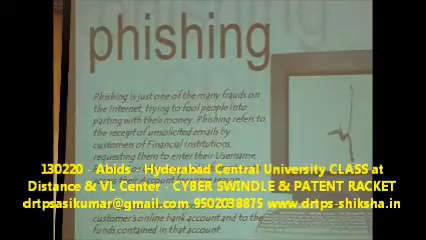 phishing
Phishing is just one of the many frauds on
the Internet, trying to fool people into
parting with their money. Phishing refers to
the receipt of unsolicited emails by
customers of Financial Institutions,
requesting them to enter their Username,
130220 - Abids - Hyderabad Central University CLASS at
Distance & VL Center - CYBER SWINDLE & PATENT RACKET
drtpsasikumar@gmail.com 9502038875 www.drtps-shiksha.in
customer's online bank account and to the
funds contained in that account.